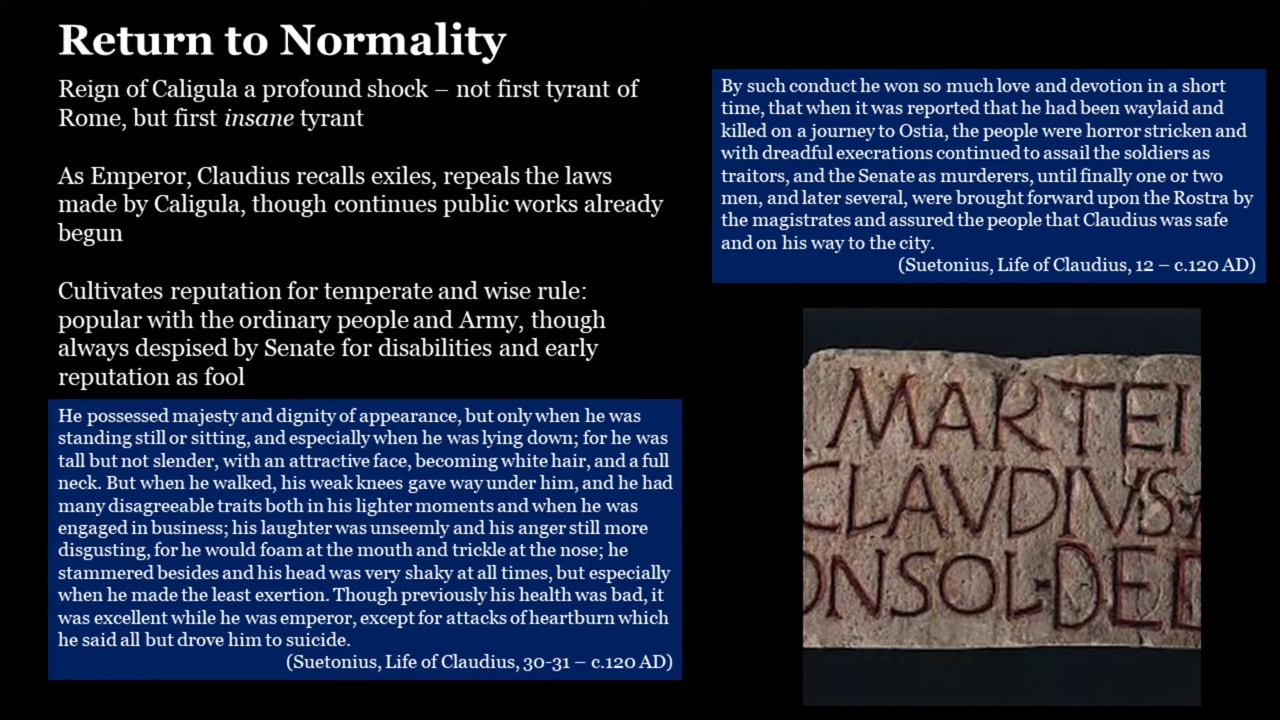 Return to Normality
Reign of Caligula a profound shock – not first tyrant of
Rome, but first insane tyrant
As Emperor, Claudius recalls exiles, repeals the laws
made by Caligula, though continues public works already
begun
Cultivates reputation for temperate and wise rule:
popular with the ordinary people and Army, though
always despised by Senate for disabilities and early
reputation as fool
He possessed majesty and dignity of appearance, but only when he was
standing still or sitting, and especially when he was lying down; for he was
tall but not slender, with an attractive face, becoming white hair, and a full
neck. But when he walked, his weak knees gave way under him, and he had
many disagreeable traits both in his lighter moments and when he was
engaged in business; his laughter was unseemly and his anger still more
disgusting, for he would foam at the mouth and trickle at the nose; he
stammered besides and his head was very shaky at all times, but especially
when he made the least exertion. Though previously his health was bad, it
was excellent while he was emperor, except for attacks of heartburn which
he said all but drove him to suicide.
(Suetonius, Life of Claudius, 30-31 – c.120 AD)
By such conduct he won so much love and devotion in a short
time, that when it was reported that he had been waylaid and
killed on a journey to Ostia, the people were horror stricken and
with dreadful execrations continued to assail the soldiers as
traitors, and the Senate as murderers, until finally one or two
men, and later several, were brought forward upon the Rostra by
the magistrates and assured the people that Claudius was safe
and on his way to the city.
(Suetonius, Life of Claudius, 12 – c.120 AD)
MARTEI
CLAVDIVS·
ONSOL·DED